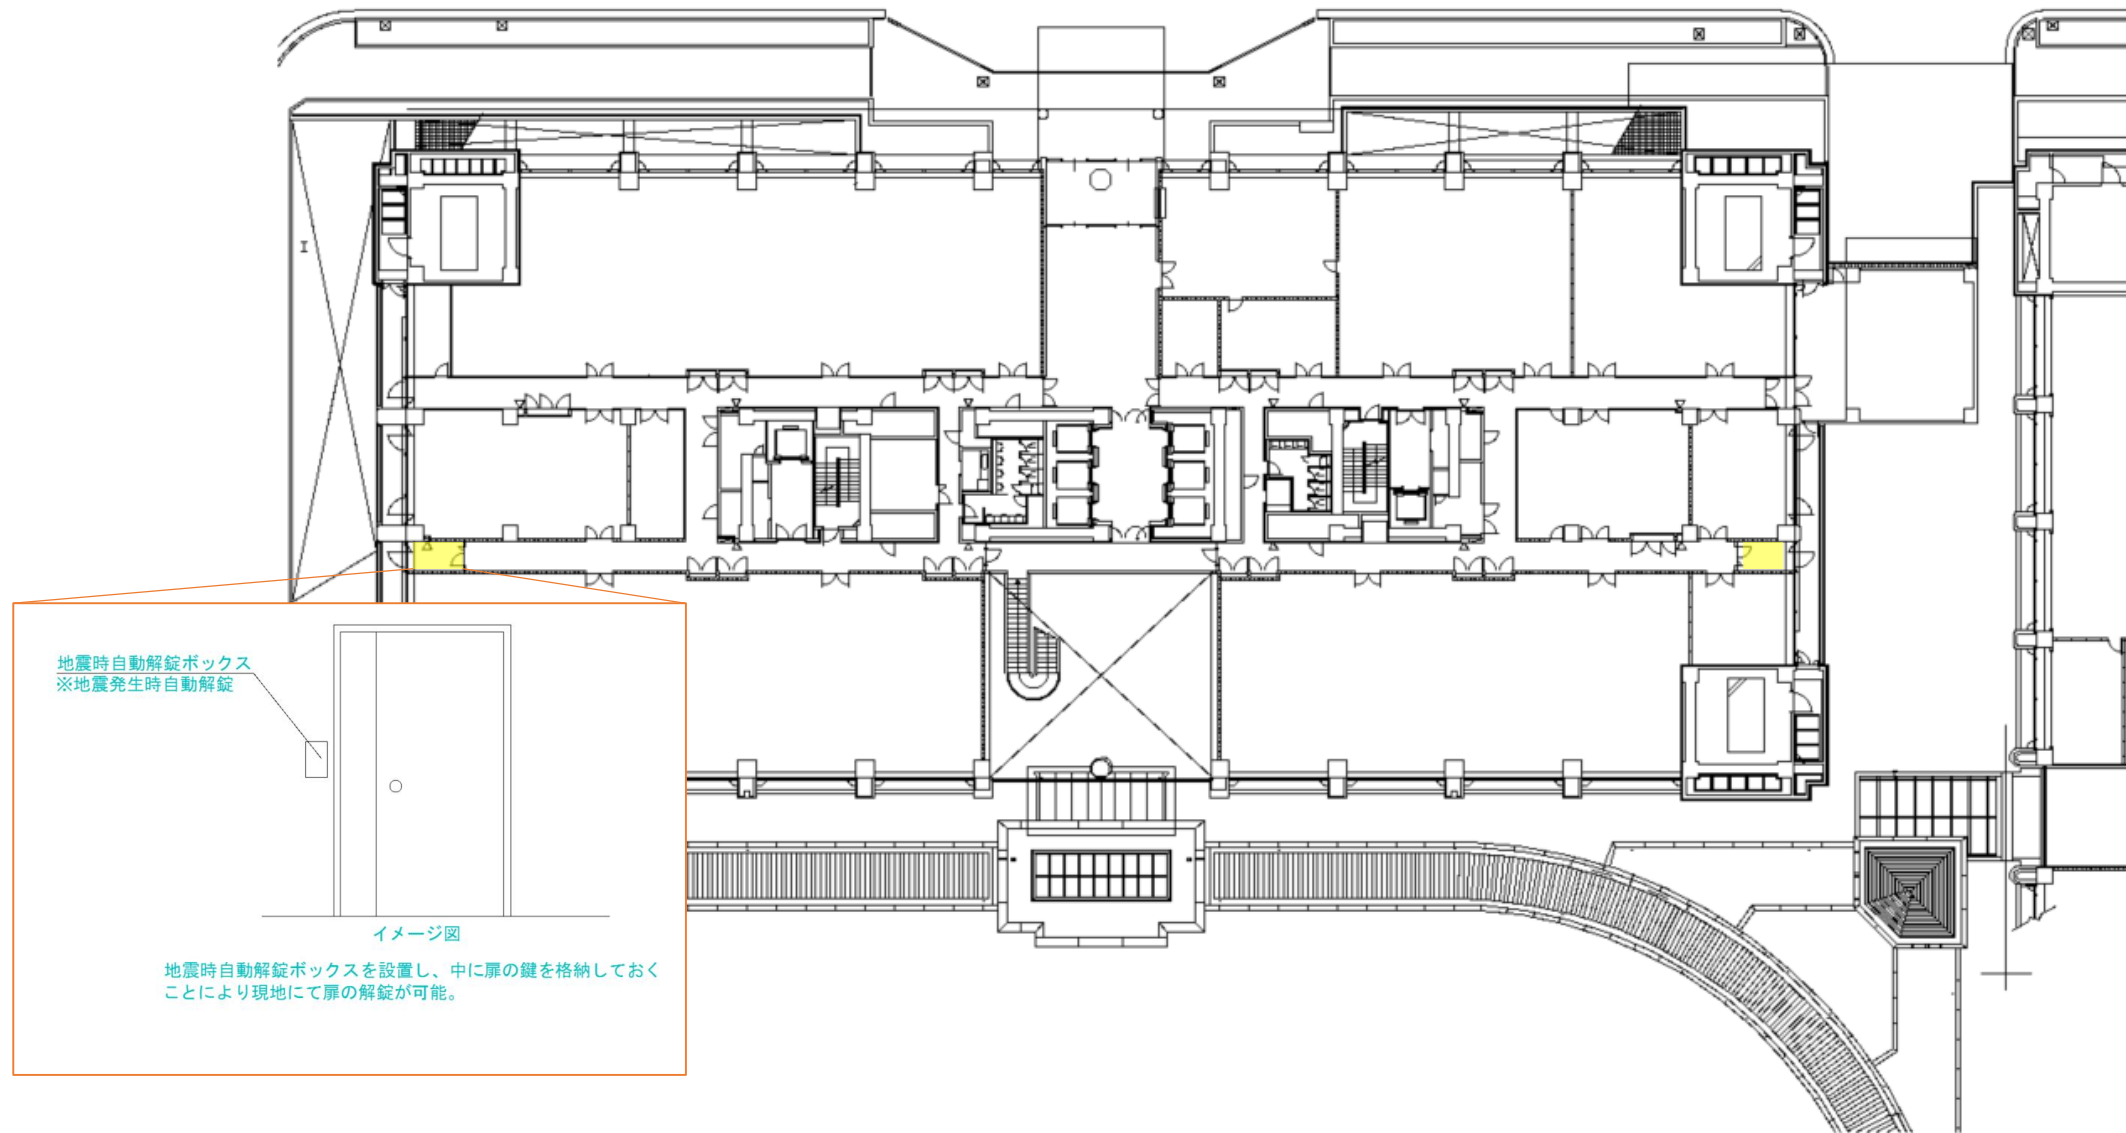 地震時自動解錠ボックス
※地震発生時自動解錠
イメージ図
地震時自動解錠ボックスを設置し、中に扉の鍵を格納しておく
ことにより現地にて扉の解錠が可能。